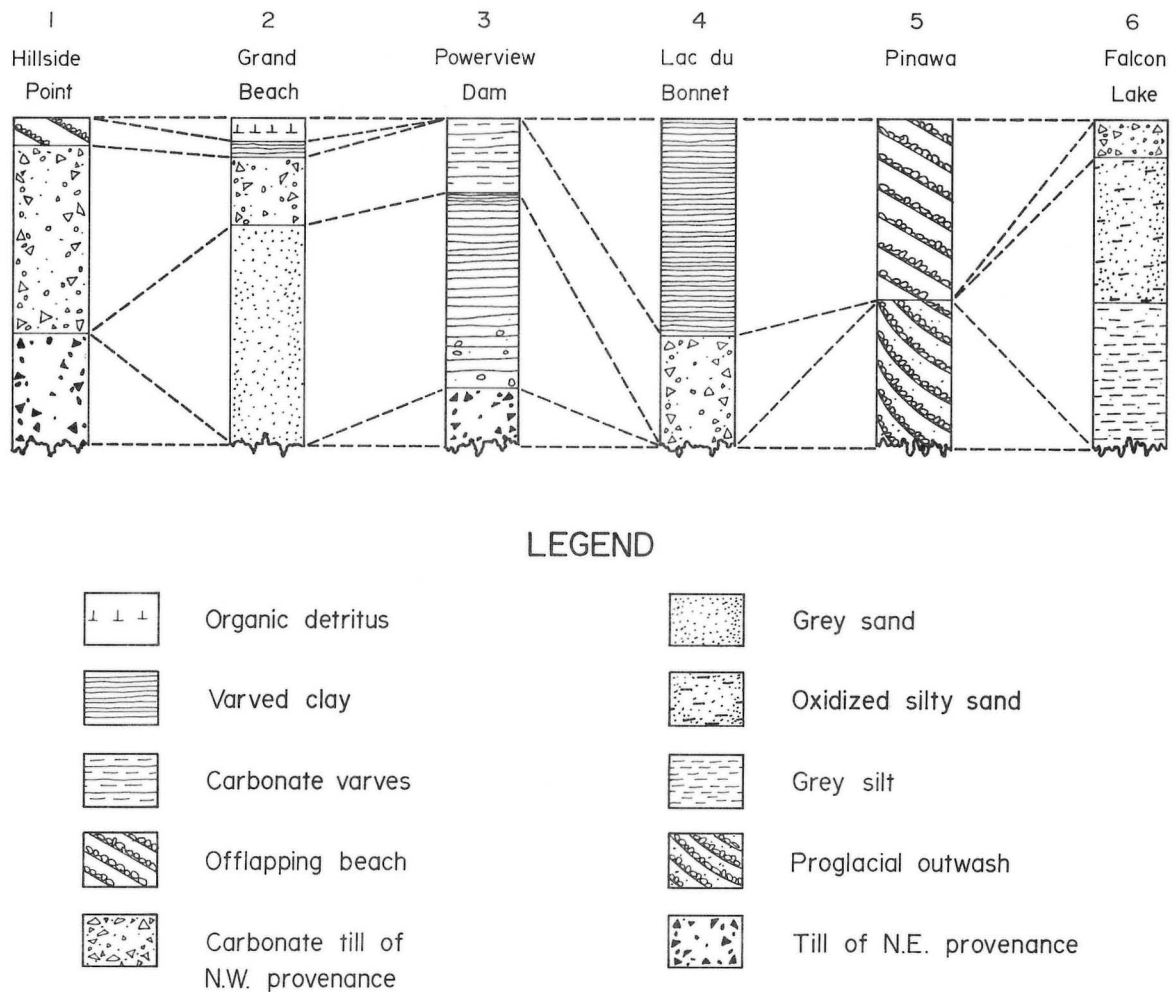 1 2 3 4 5 6
Hillside Point
Grand Beach
Powerview Dam
Lac du Bonnet
Pinawa
Falcon Lake
LEGEND
Organic detritus
Varved clay
Carbonate varves
Offlapping beach
Carbonate till of
N.W. provenance
Grey sand
Oxidized silty sand
Grey silt
Proglacial outwash
Till of N.E. provenance